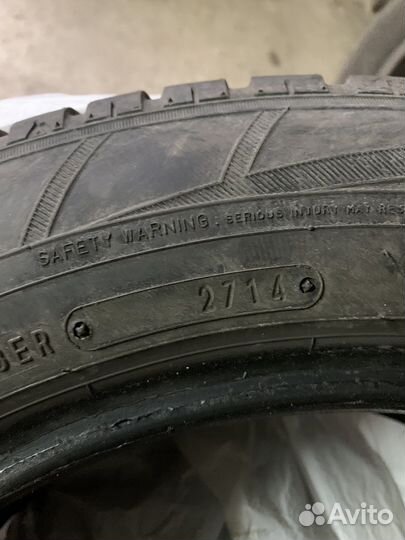 SAFETY WARNING : SERIOUS INJURY MAY RES
DER 2714
Avito